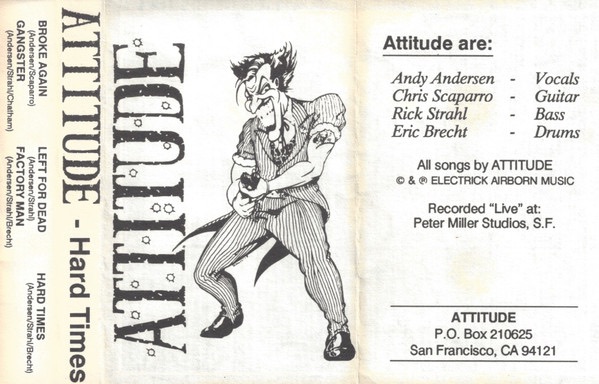 BROKE AGAIN
(Andersen/Scaparro)
GANGSTER
(Andersen/Strahl/Chatham)
LEFT FOR DEAD
(Andersen/Strahl)
FACTORY MAN
(Andersen/Strahl/Brecht)
HARD TIMES
(Andersen/Strahl/Brecht)
ATTITUDE - Hard Times
ATTITUDE
Attitude are:
Andy Andersen - Vocals
Chris Scaparro - Guitar
Rick Strahl - Bass
Eric Brecht - Drums
All songs by ATTITUDE
© & ℗ ELECTRICK AIRBORN MUSIC
Recorded "Live" at:
Peter Miller Studios, S.F.
ATTITUDE
P.O. Box 210625
San Francisco, CA 94121